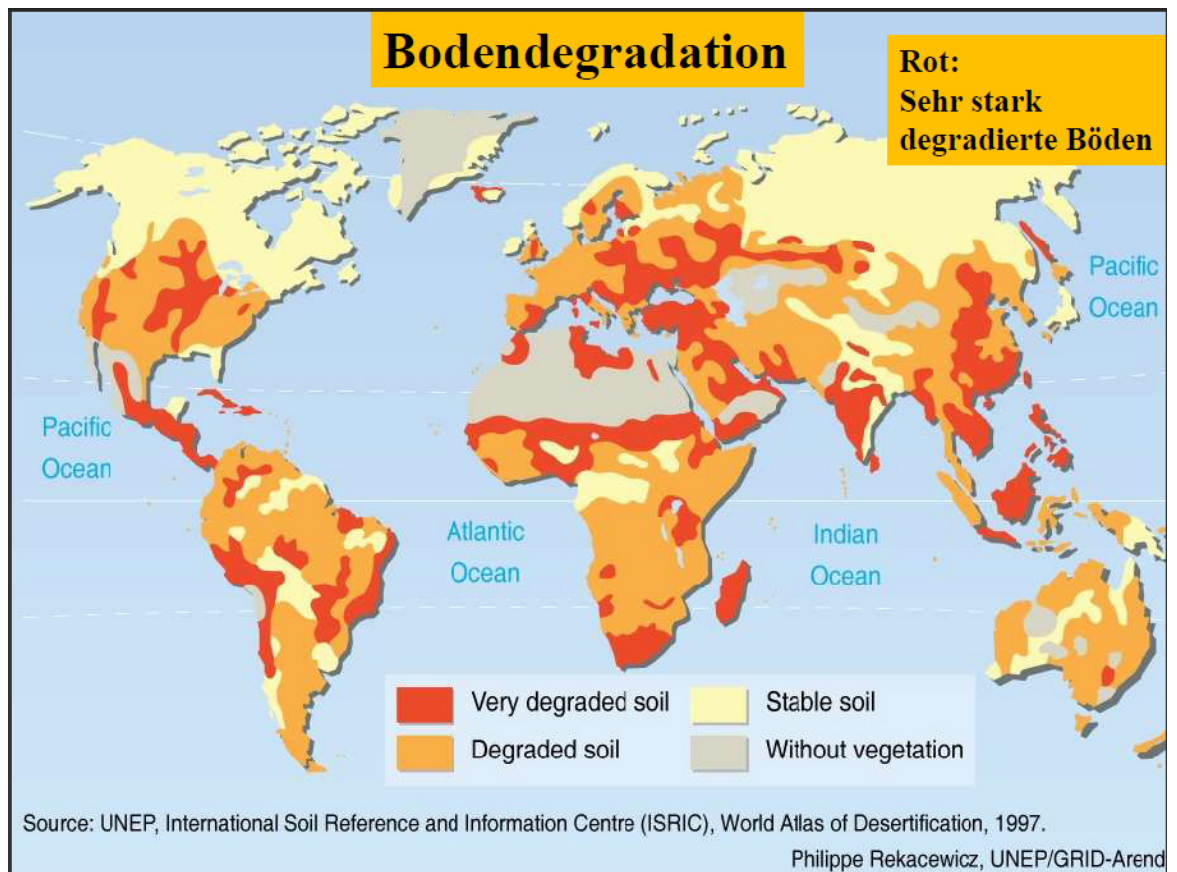 Bodendegradation
Rot:
Sehr stark
degradierte Böden
Pacific
Ocean
Pacific
Ocean
Atlantic
Ocean
Indian
Ocean
Very degraded soil
Stable soil
Degraded soil
Without vegetation
Source: UNEP, International Soil Reference and Information Centre (ISRIC), World Atlas of Desertification, 1997.
Philippe Rekacewicz, UNEP/GRID-Arend